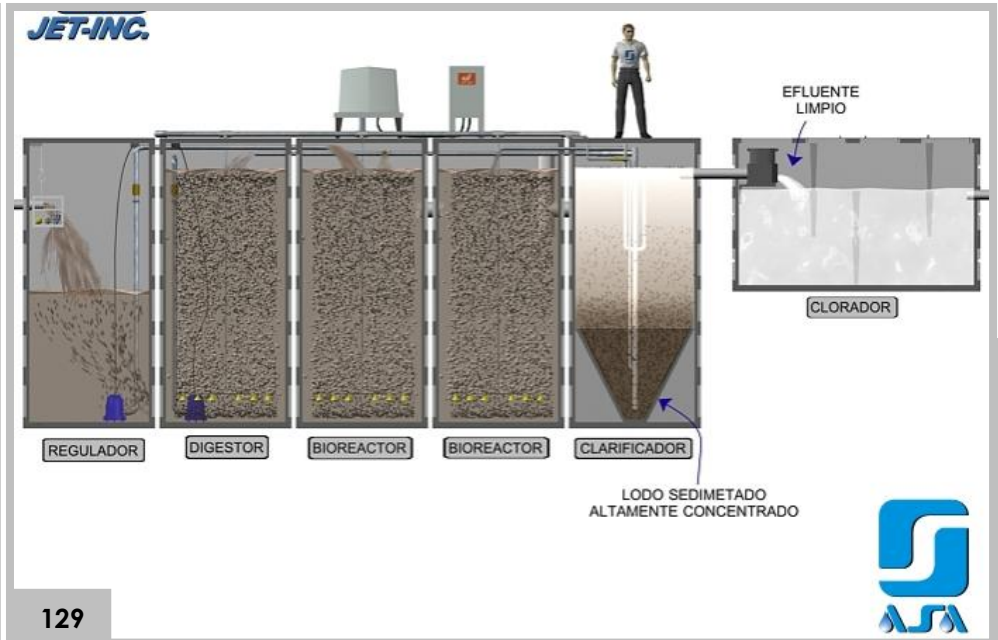 JET-INC.
EFLUENTE
LIMPIO
CLORADOR
REGULADOR
DIGESTOR
BIOREACTOR
BIOREACTOR
CLARIFICADOR
LODO SEDIMETADO
ALTAMENTE CONCENTRADO
ASA
129